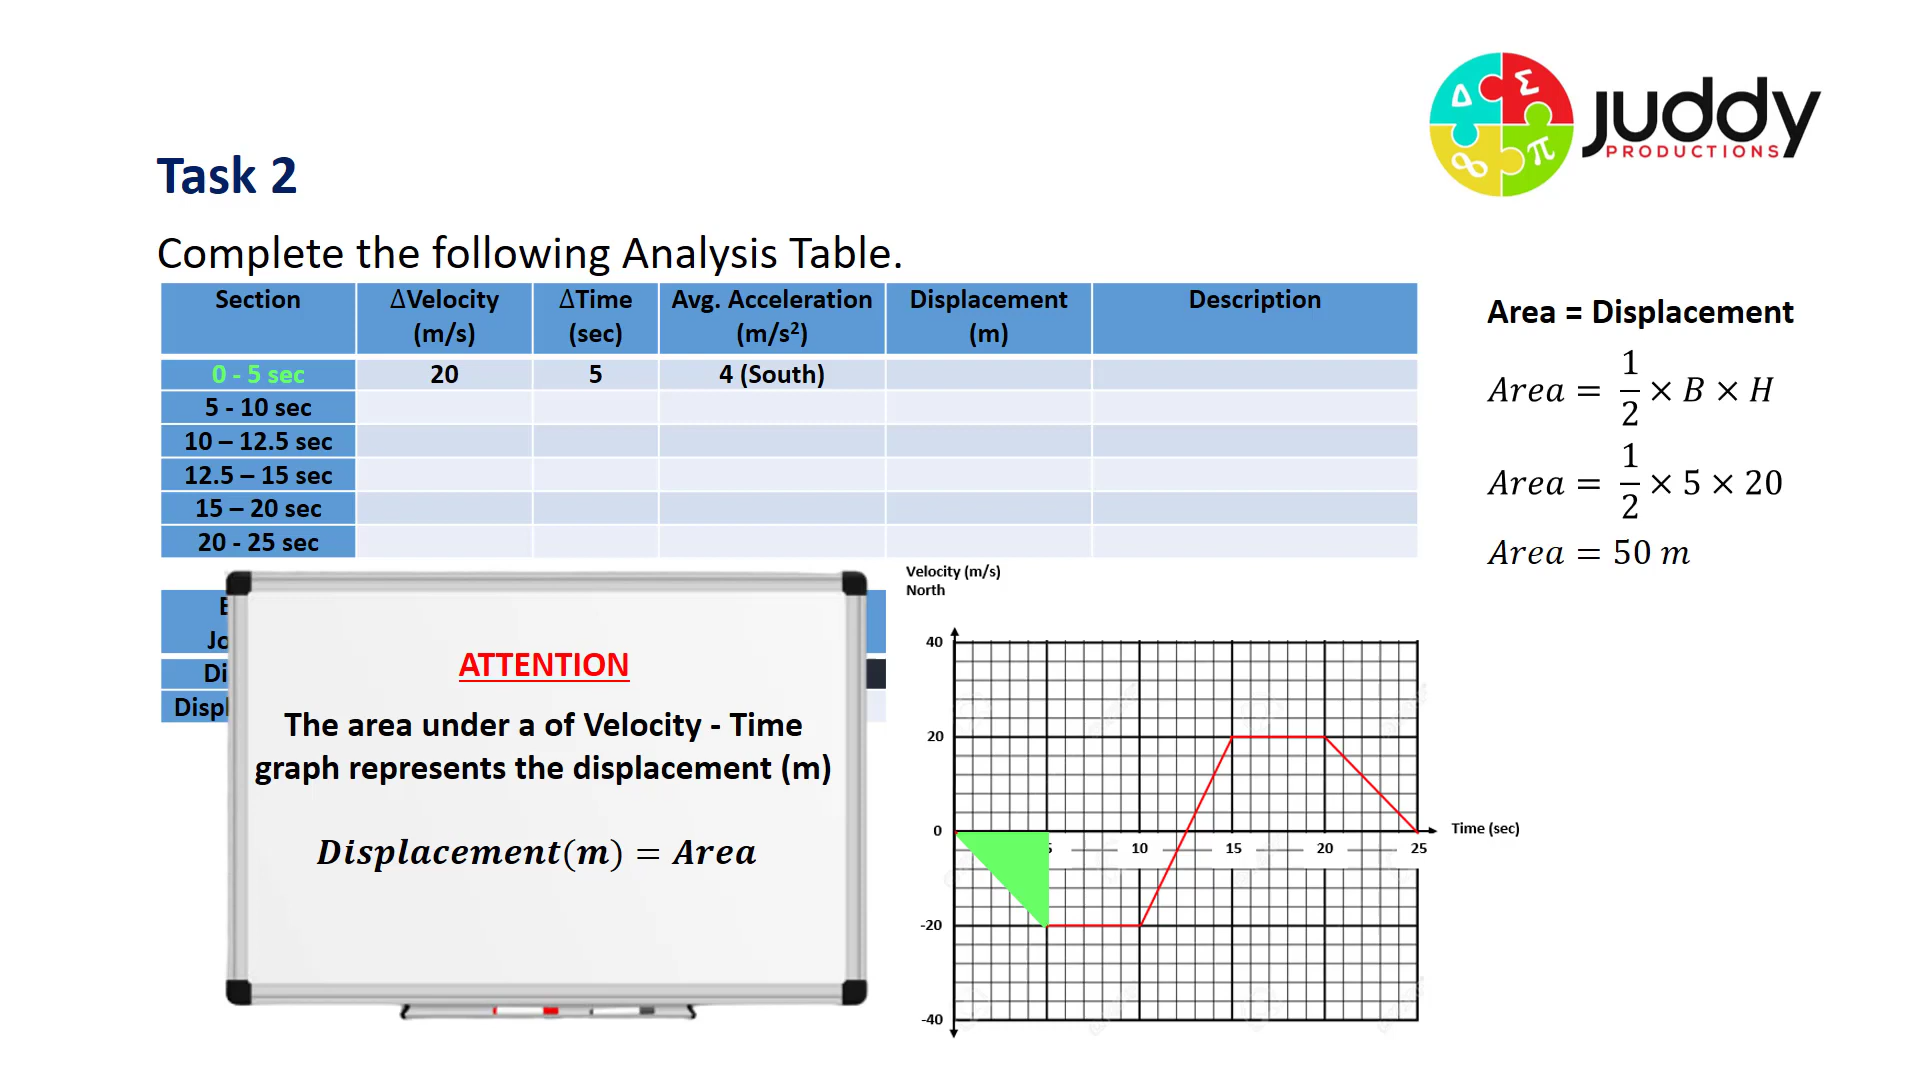 Δ Σ
∞ π
juddy
PRODUCTIONS
Task 2
Complete the following Analysis Table.
Section ΔVelocity (m/s) ΔTime (sec) Avg. Acceleration (m/s²) Displacement (m) Description
0 - 5 sec 20 5 4 (South)
5 - 10 sec
10 – 12.5 sec
12.5 – 15 sec
15 – 20 sec
20 - 25 sec
Area = Displacement
Area = 1/2 × B × H
Area = 1/2 × 5 × 20
Area = 50 m
ATTENTION
The area under a of Velocity - Time
graph represents the displacement (m)
Displacement(m) = Area
Velocity (m/s)
North
40
20
0
-20
-40
5 10 15 20 25
Time (sec)